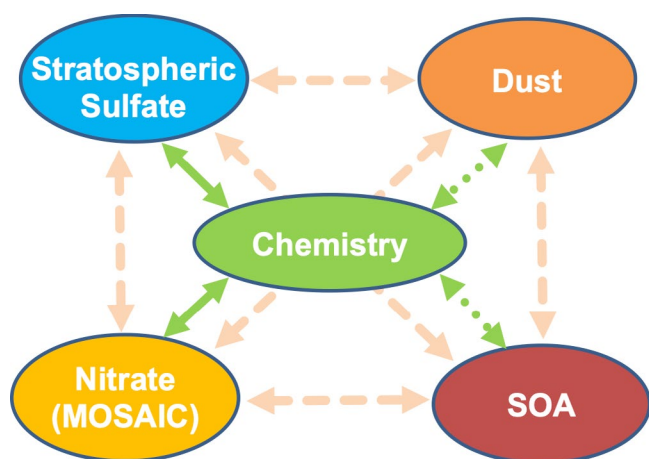 Stratospheric
Sulfate
Dust
Chemistry
Nitrate
(MOSAIC)
SOA